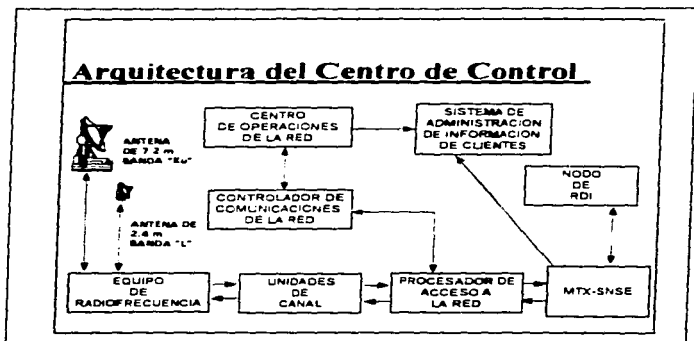 Arquitectura del Centro de Control
CENTRO
DE OPERACIONES
DE LA RED
SISTEMA DE
ADMINISTRACION
DE INFORMACION
DE CLIENTES
ANTENA
DE 7.2 m
BANDA "Ku"
NODO
DE
RDI
CONTROLADOR DE
COMUNICACIONES
DE LA RED
ANTENA DE
2.4 m
BANDA "L"
EQUIPO
DE
RADIOFRECUENCIA
UNIDADES
DE
CANAL
PROCESADOR DE
ACCESO A
LA RED
MTX-SNSE